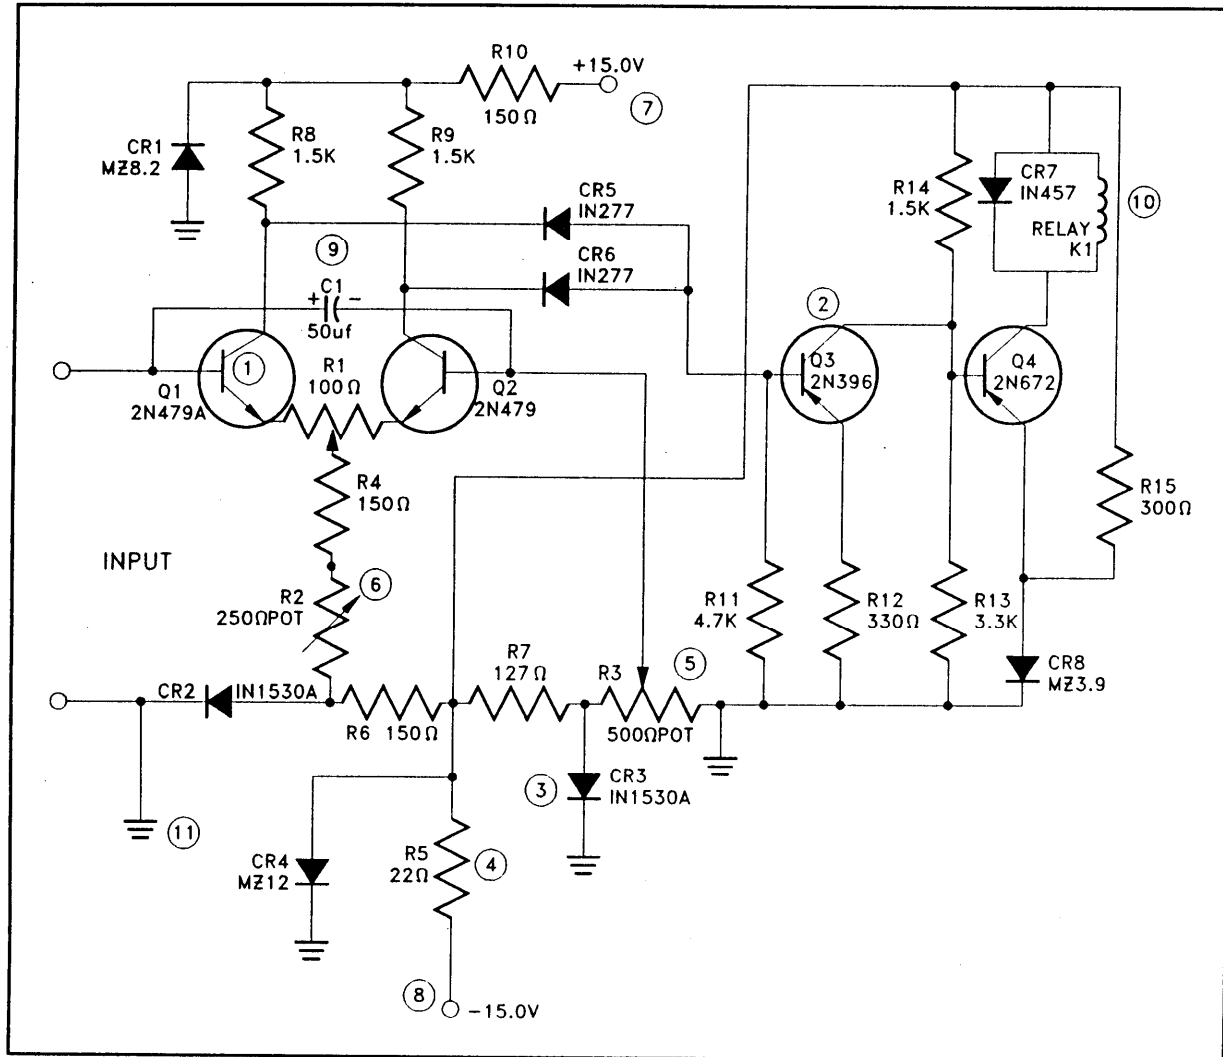 R10
+15.0V
7
150Ω
R8
1.5K
R9
1.5K
CR1
MZ8.2
CR5
IN277
CR7
IN457
R14
1.5K
10
RELAY
K1
9
CR6
IN277
C1
+ -
50uf
2
1
R1
100Ω
Q1
2N479A
Q2
2N479
Q3
2N396
Q4
2N672
R4
150Ω
R15
300Ω
INPUT
6
R2
250ΩPOT
R11
4.7K
R12
330Ω
R13
3.3K
R7
127Ω
R3
5
CR8
MZ3.9
CR2
IN1530A
R6 150Ω
500ΩPOT
3
CR3
IN1530A
11
CR4
MZ12
R5
22Ω
4
8
-15.0V